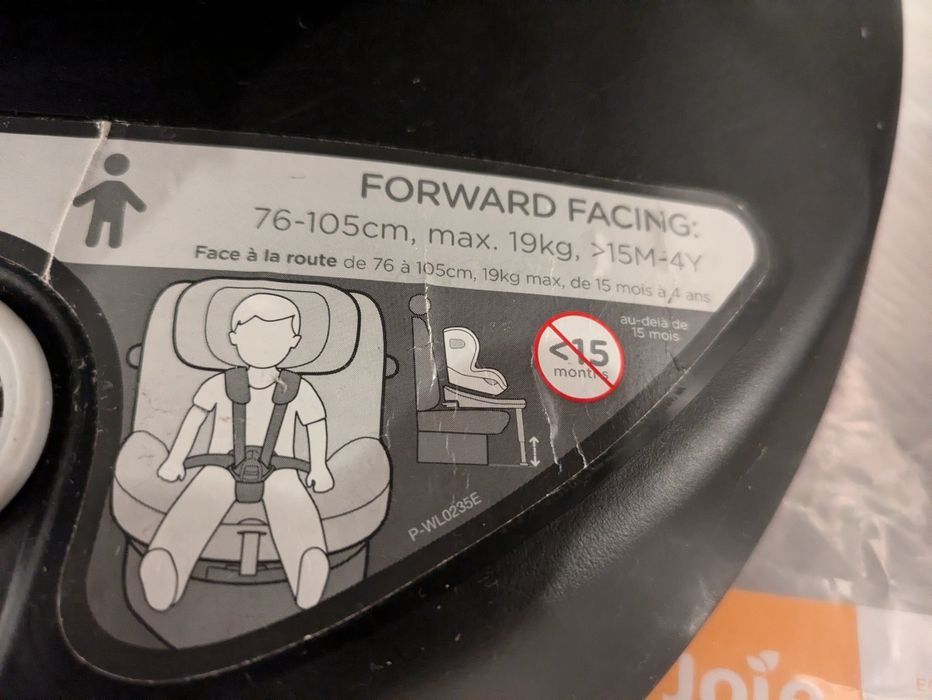 FORWARD FACING:
76-105cm, max. 19kg, >15M-4Y
Face à la route de 76 à 105cm, 19kg max, de 15 mois à 4 ans
au-delà de
15 mois
<15
months
P-WL0235E
Joie